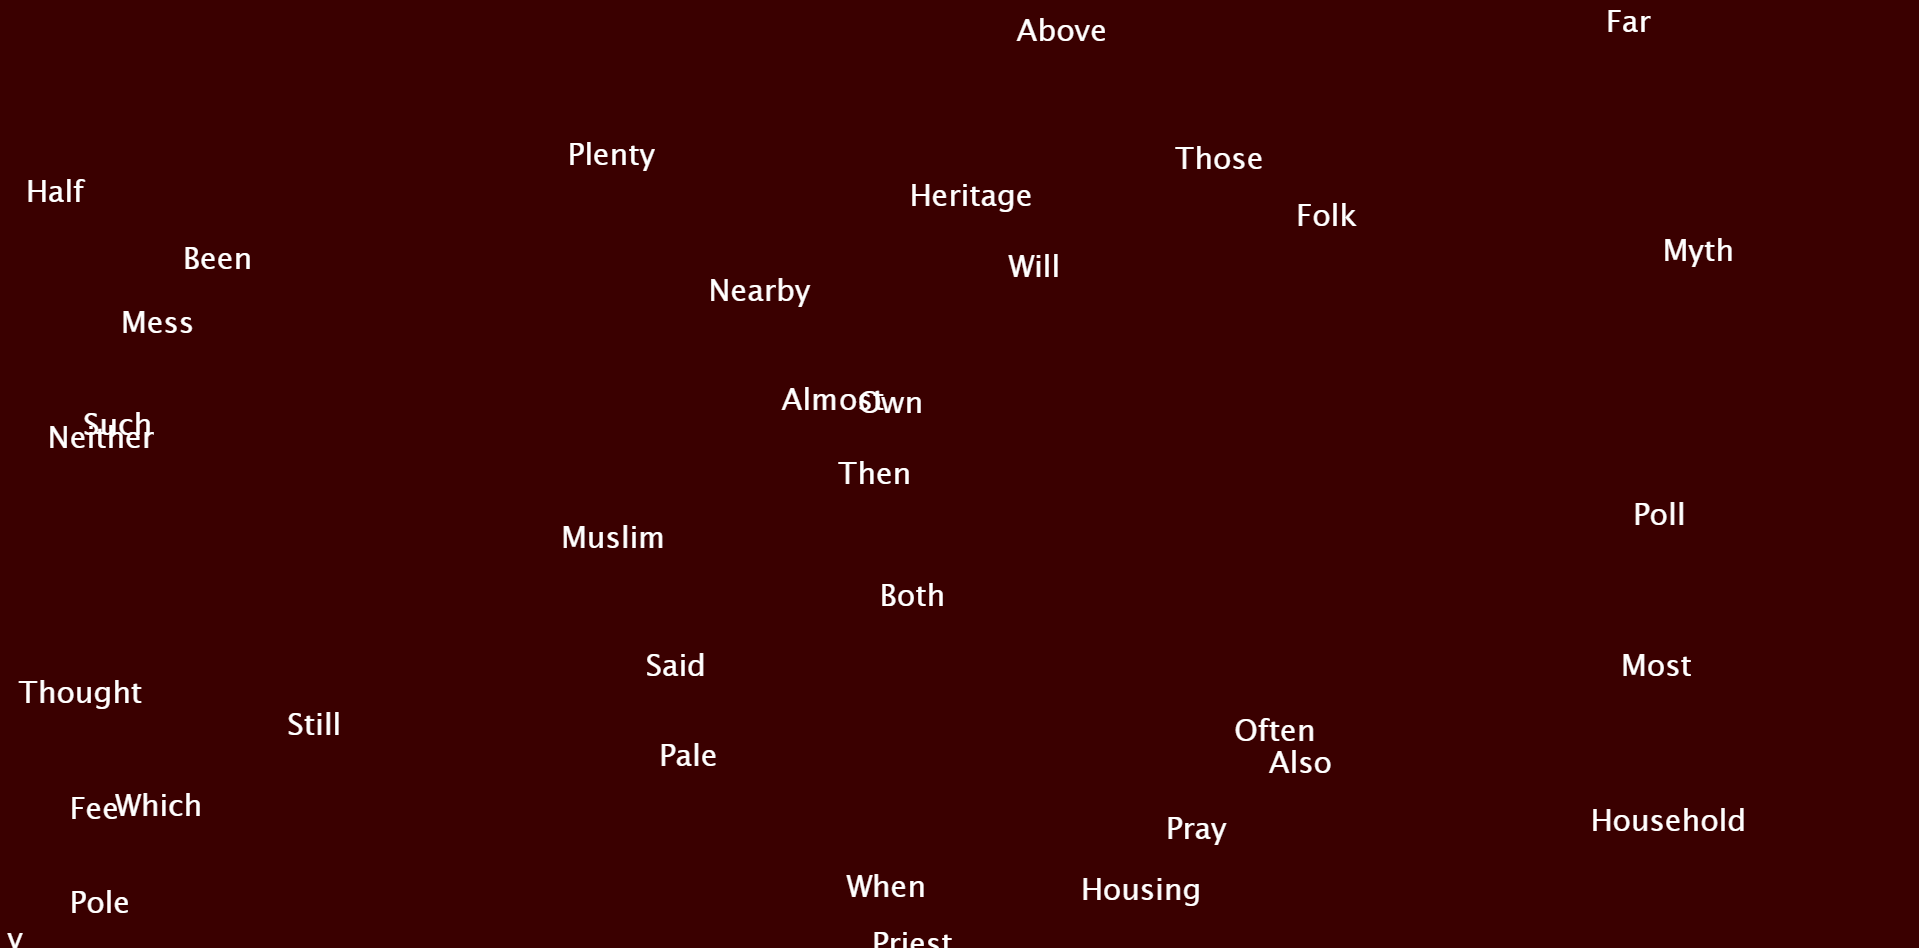 Far
Above
Plenty
Those
Half
Heritage
Folk
Myth
Been
Will
Nearby
Mess
Almost
Own
Such
Neither
Then
Poll
Muslim
Both
Said
Most
Thought
Still
Often
Pale
Also
Which
Fee
Household
Pray
When
Housing
Pole
Priest